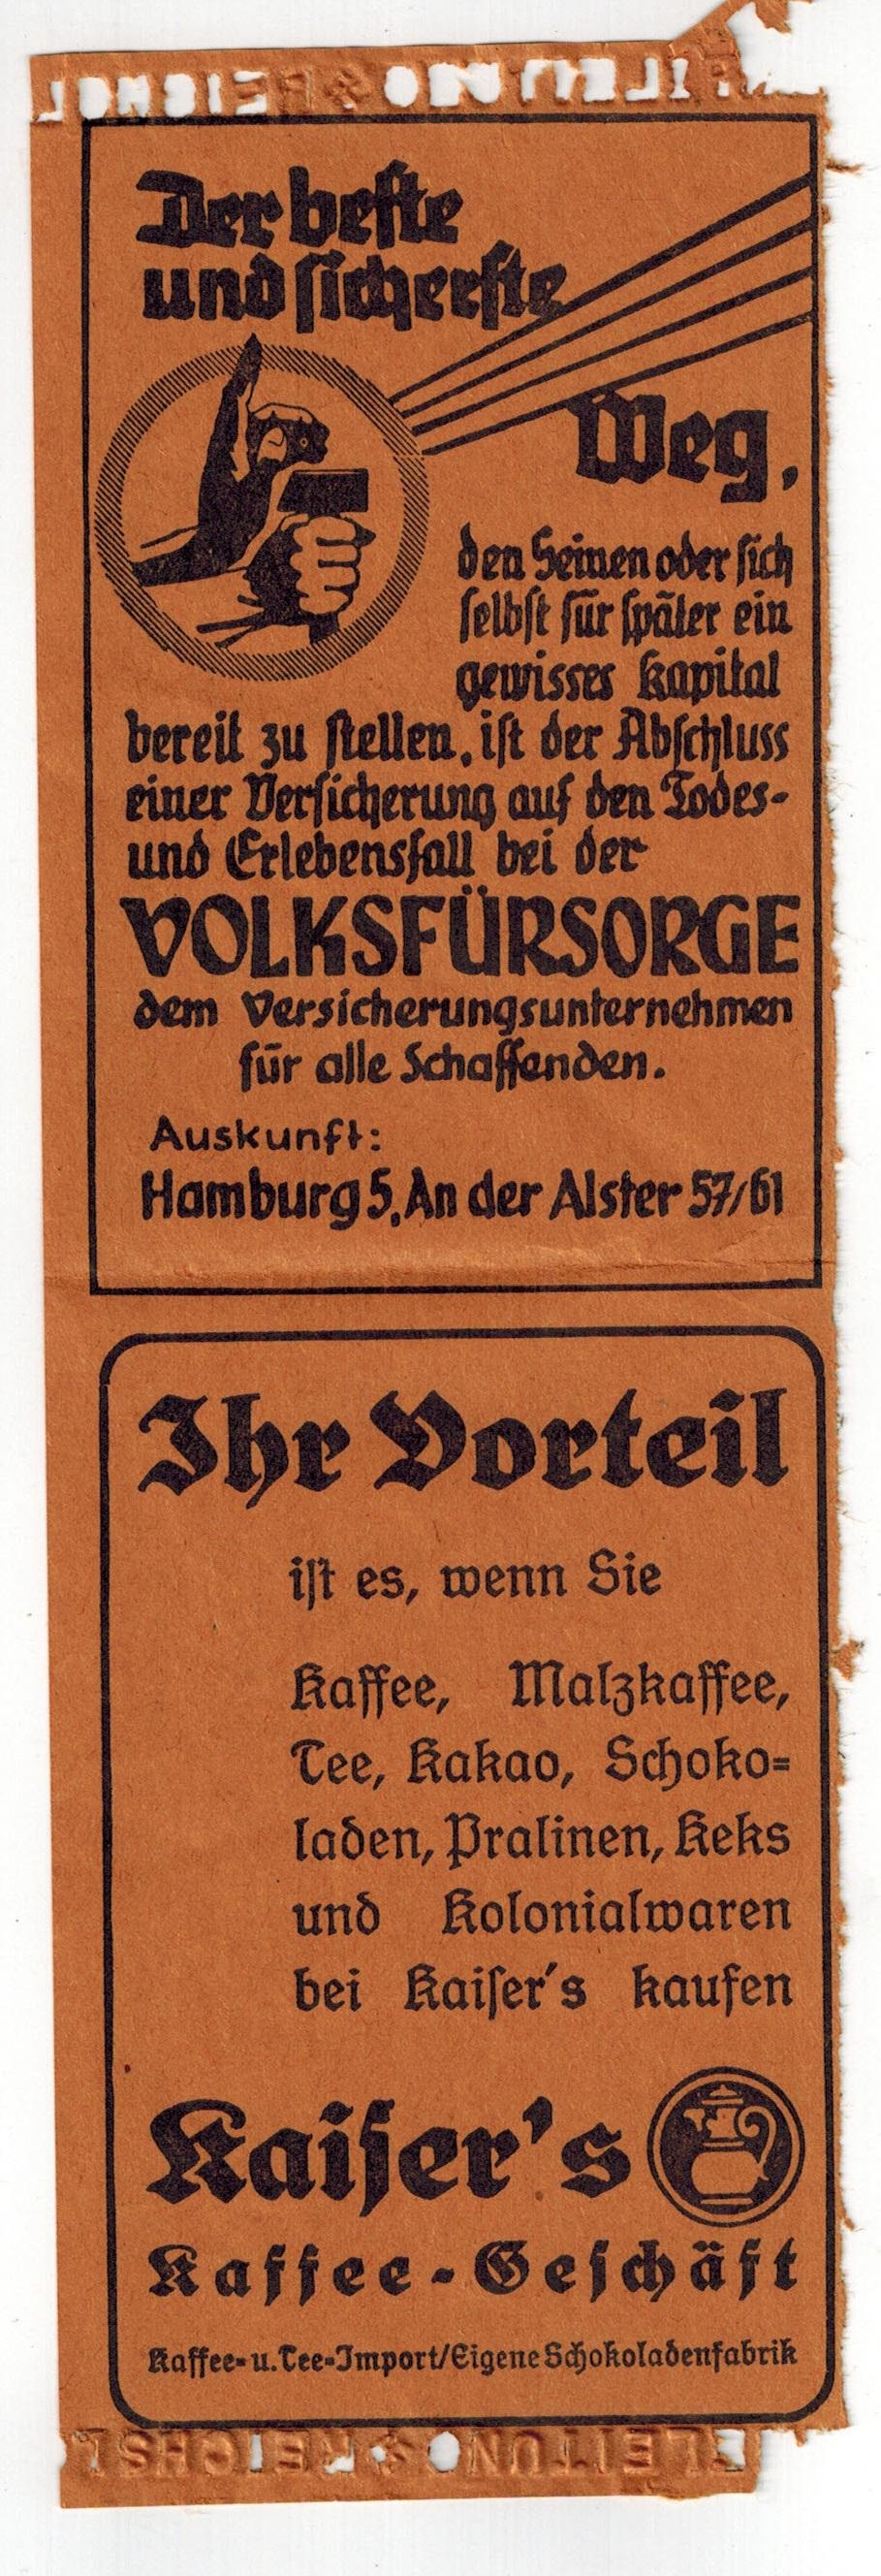 Der beste
und sicherste
Weg,
den Seinen oder sich
selbst für später ein
gewisses Kapital
bereit zu stellen, ist der Abschluss
einer Versicherung auf den Todes-
und Erlebensfall bei der
VOLKSFÜRSORGE
dem Versicherungsunternehmen
für alle Schaffenden.
Auskunft:
Hamburg 5, An der Alster 57/61
Ihr Vorteil
ist es, wenn Sie
Kaffee, Malzkaffee,
Tee, Kakao, Schoko=
laden, Pralinen, Keks
und Kolonialwaren
bei Kaiser's kaufen
Kaiser's
Kaffee-Geschäft
Kaffee= u. Tee=Import/Eigene Schokoladenfabrik